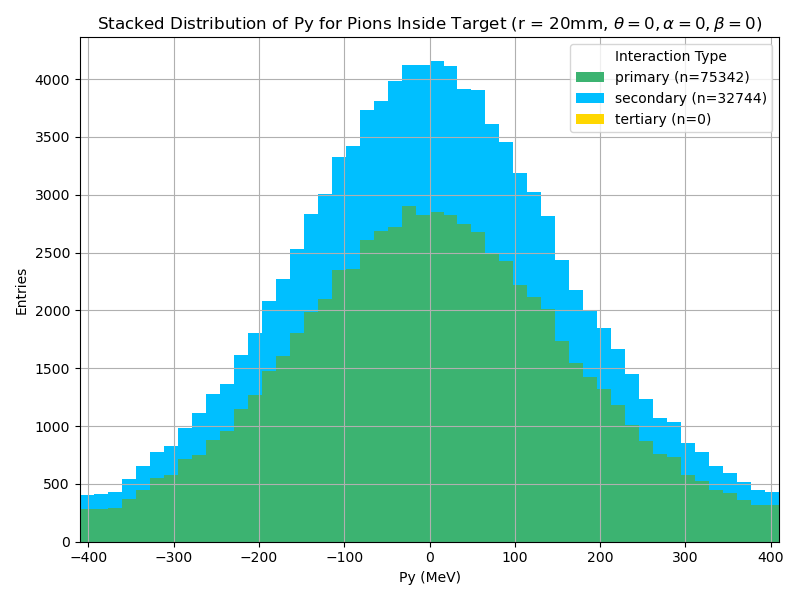 Stacked Distribution of Py for Pions Inside Target (r = 20mm, θ = 0, α = 0, β = 0)
Interaction Type
primary (n=75342)
secondary (n=32744)
tertiary (n=0)
Entries
4000
3500
3000
2500
2000
1500
1000
500
0
−400 −300 −200 −100 0 100 200 300 400
Py (MeV)